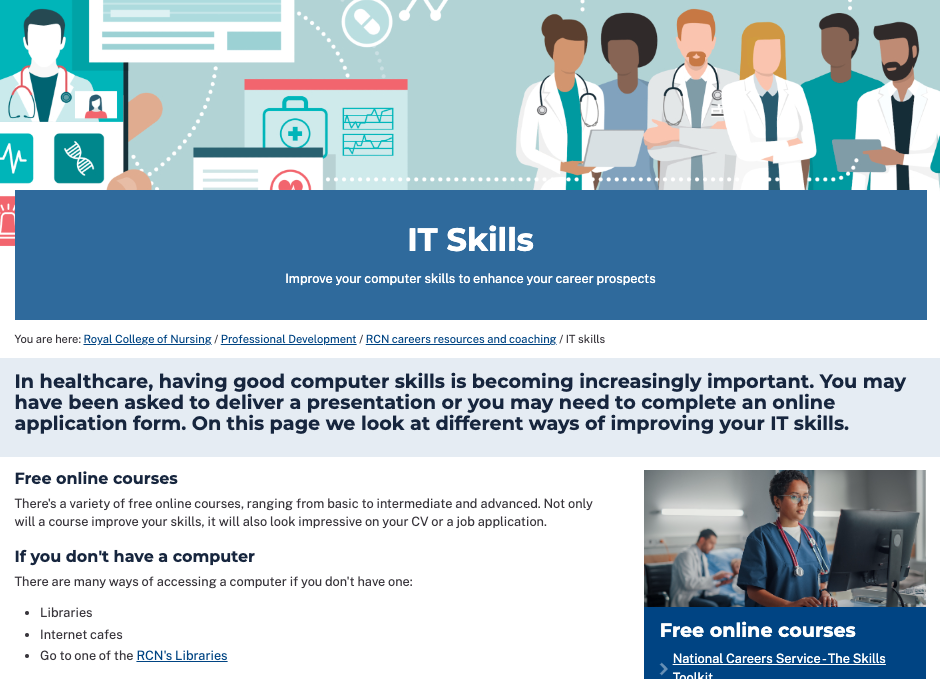 IT Skills
Improve your computer skills to enhance your career prospects
You are here: Royal College of Nursing / Professional Development / RCN careers resources and coaching / IT skills
In healthcare, having good computer skills is becoming increasingly important. You may
have been asked to deliver a presentation or you may need to complete an online
application form. On this page we look at different ways of improving your IT skills.
Free online courses
There's a variety of free online courses, ranging from basic to intermediate and advanced. Not only
will a course improve your skills, it will also look impressive on your CV or a job application.
If you don't have a computer
There are many ways of accessing a computer if you don't have one:
Libraries
Internet cafes
Go to one of the RCN's Libraries
Free online courses
National Careers Service - The Skills
Toolkit